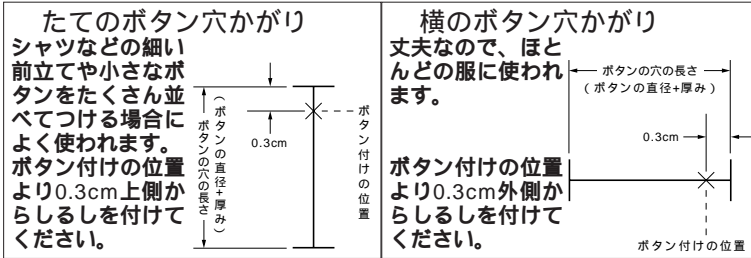 たてのボタン穴かがり
シャツなどの細い
前立てや小さなボ
タンをたくさん並
べてつける場合に
よく使われます。
ボタン付けの位置
より0.3cm上側か
らしるしを付けて
ください。
ボタンの穴の長さ
(ボタンの直径+厚み)
0.3cm
ボタン付けの位置
横のボタン穴かがり
丈夫なので、ほと
んどの服に使われ
ます。
ボタン付けの位置
より0.3cm外側か
らしるしを付けて
ください。
ボタンの穴の長さ
(ボタンの直径+厚み)
0.3cm
ボタン付けの位置